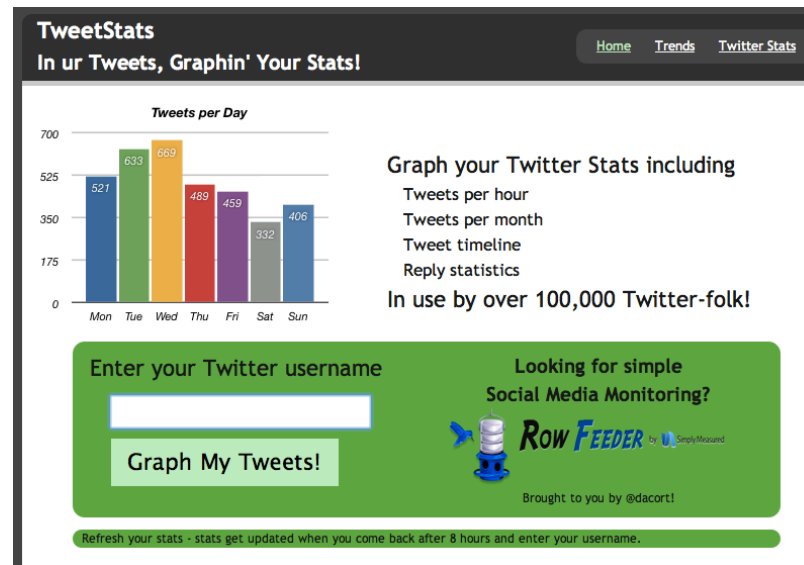 TweetStats
In ur Tweets, Graphin' Your Stats!
Home Trends Twitter Stats
Tweets per Day
700
525
350
175
0
521
633
669
489
459
332
406
Mon Tue Wed Thu Fri Sat Sun
Graph your Twitter Stats including
Tweets per hour
Tweets per month
Tweet timeline
Reply statistics
In use by over 100,000 Twitter-folk!
Enter your Twitter username
Graph My Tweets!
Looking for simple
Social Media Monitoring?
ROW FEEDER by SimplyMeasured
Brought to you by @dacort!
Refresh your stats - stats get updated when you come back after 8 hours and enter your username.